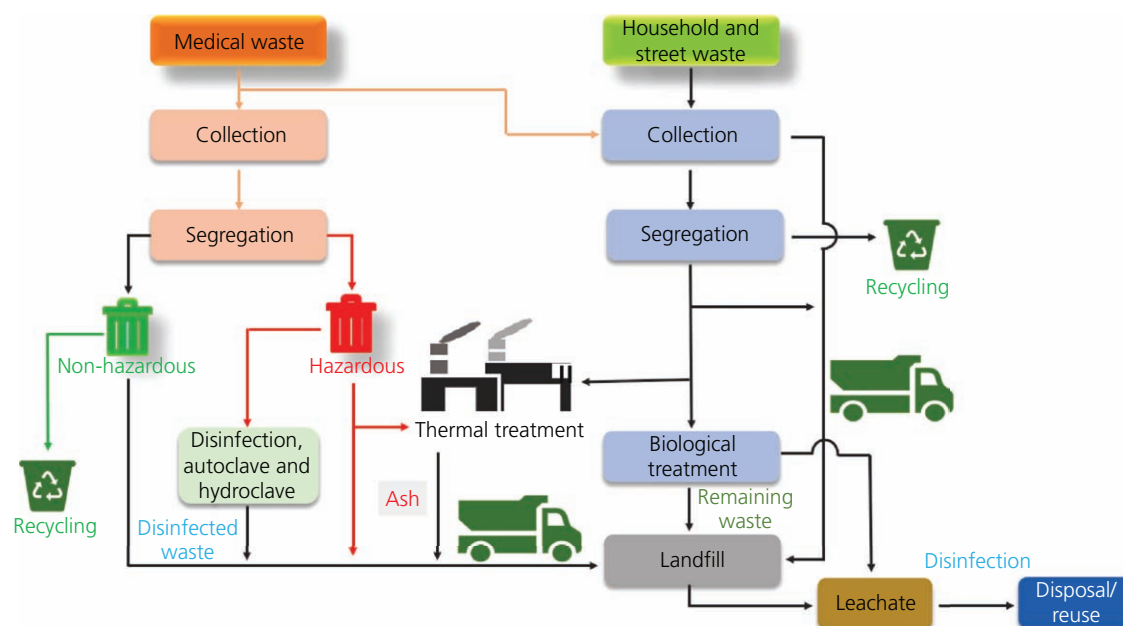 Medical waste
Household and
street waste
Collection
Collection
Segregation
Segregation
Recycling
Non-hazardous
Hazardous
Thermal treatment
Disinfection,
autoclave and
hydroclave
Biological
treatment
Recycling
Ash
Disinfected
waste
Remaining
waste
Landfill
Disinfection
Leachate
Disposal/
reuse